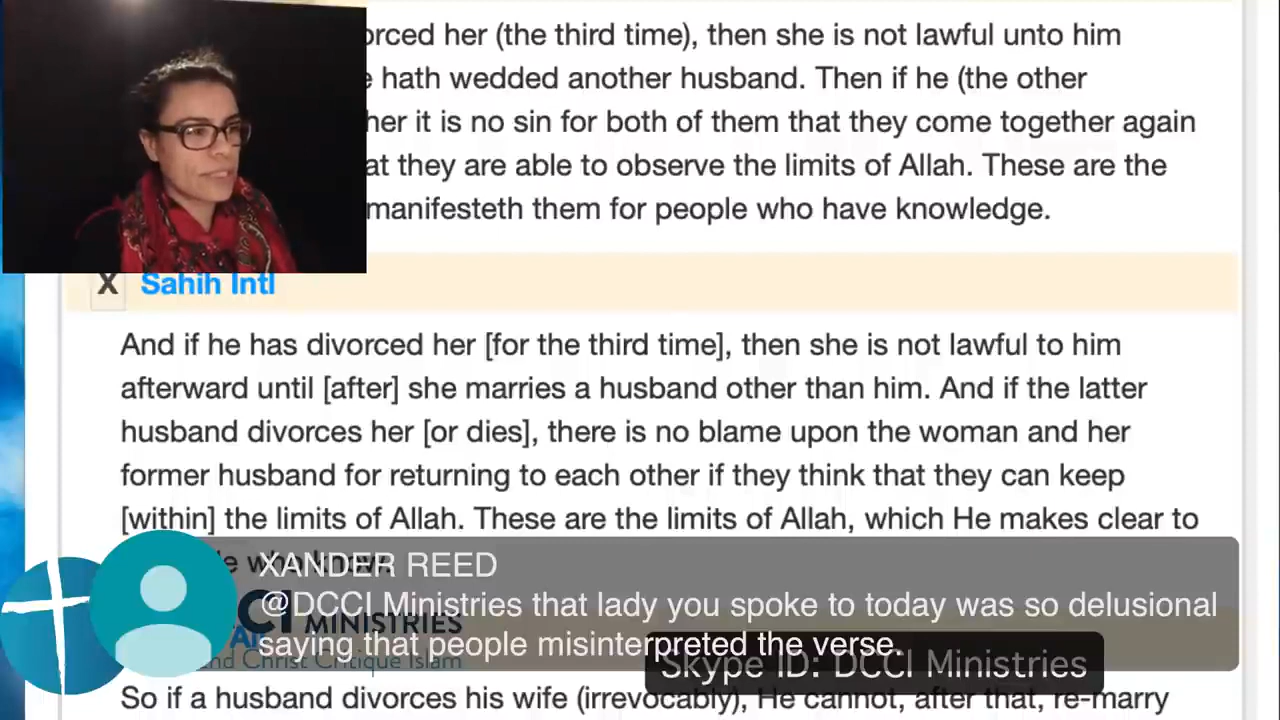 orced her (the third time), then she is not lawful unto him
e hath wedded another husband. Then if he (the other
her it is no sin for both of them that they come together again
at they are able to observe the limits of Allah. These are the
manifesteth them for people who have knowledge.
X Sahih Intl
And if he has divorced her [for the third time], then she is not lawful to him
afterward until [after] she marries a husband other than him. And if the latter
husband divorces her [or dies], there is no blame upon the woman and her
former husband for returning to each other if they think that they can keep
[within] the limits of Allah. These are the limits of Allah, which He makes clear to
e who know.
XANDER REED
@DCCI Ministries that lady you spoke to today was so delusional
saying that people misinterpreted the verse.
CI MINISTRIES
and Christ Critique Islam
Skype ID: DCCI Ministries
So if a husband divorces his wife (irrevocably), He cannot, after that, re-marry